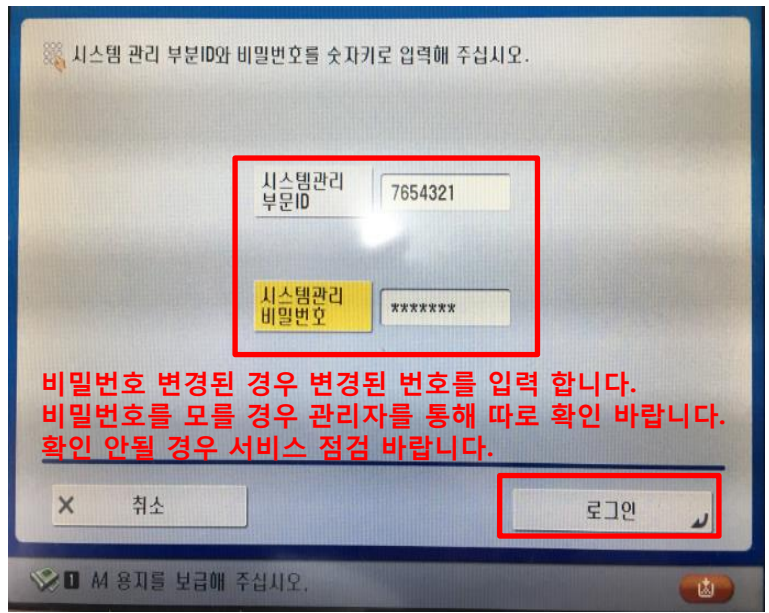 시스템 관리 부분ID와 비밀번호를 숫자키로 입력해 주십시오.
시스템관리
부문ID
7654321
시스템관리
비밀번호
*******
비밀번호 변경된 경우 변경된 번호를 입력 합니다.
비밀번호를 모를 경우 관리자를 통해 따로 확인 바랍니다.
확인 안될 경우 서비스 점검 바랍니다.
X 취소
로그인
1 A4 용지를 보급해 주십시오.